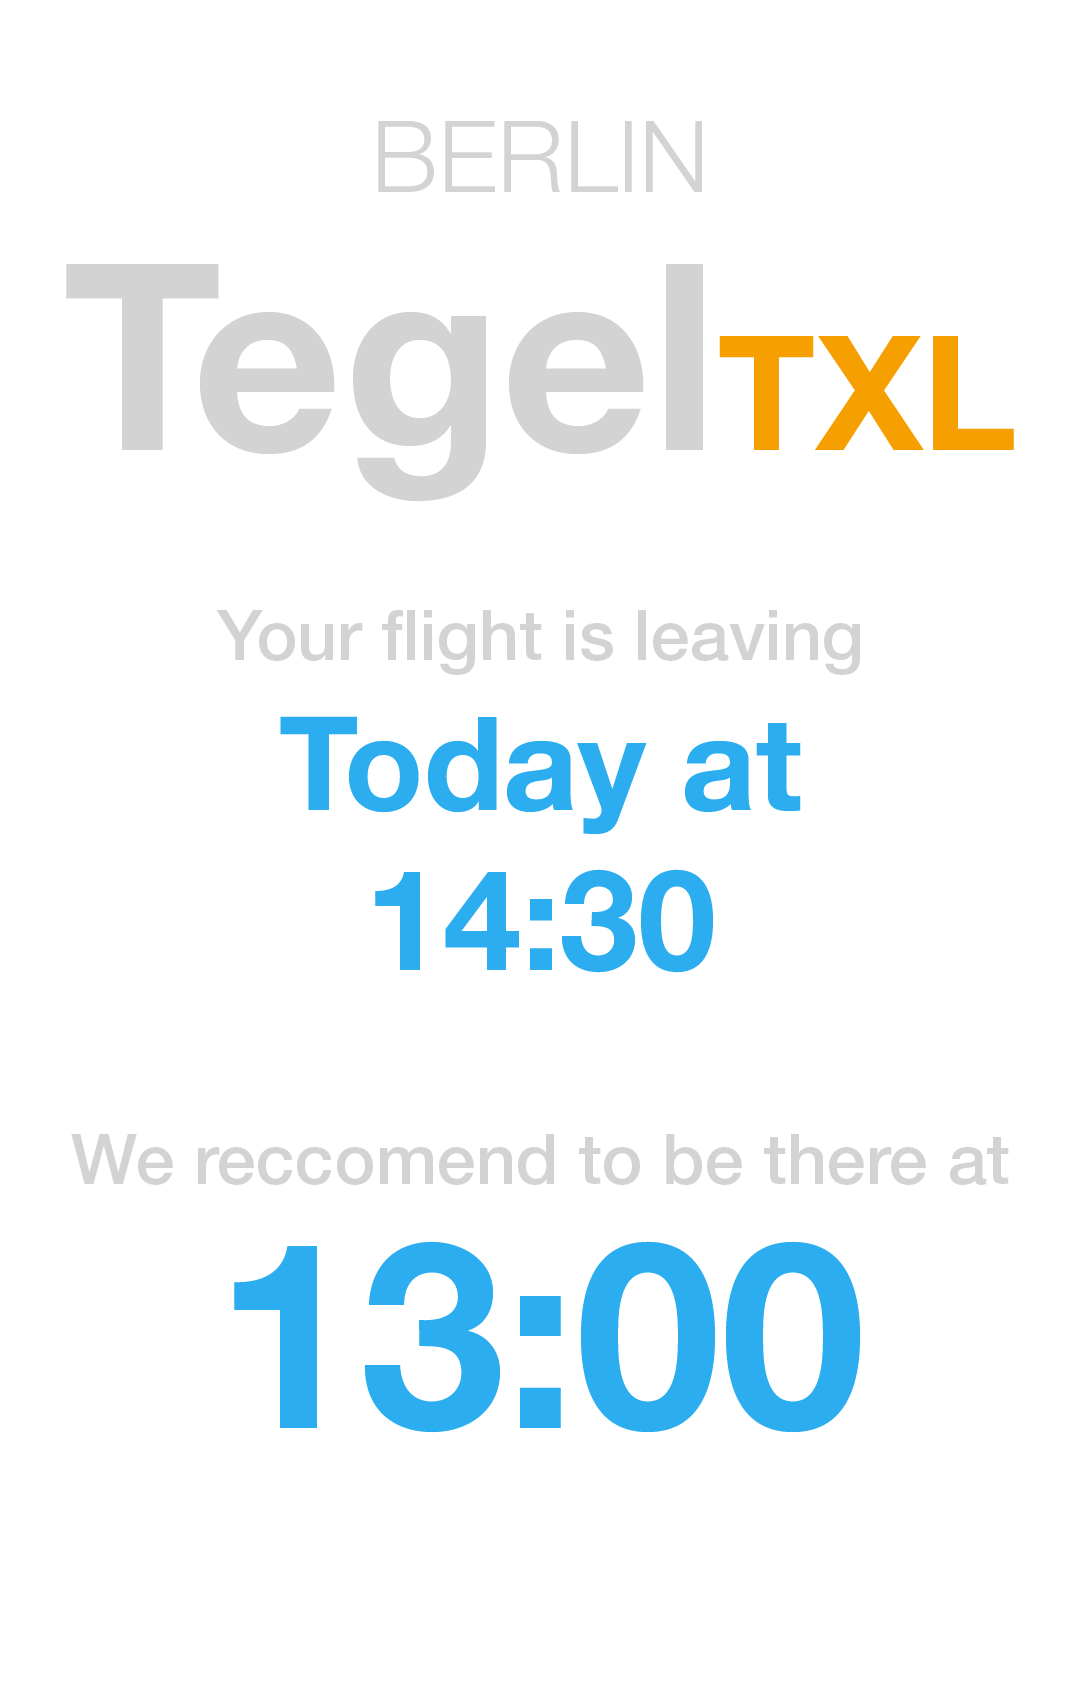 BERLIN
TegelTXL
Your flight is leaving
Today at
14:30
We reccomend to be there at
13:00